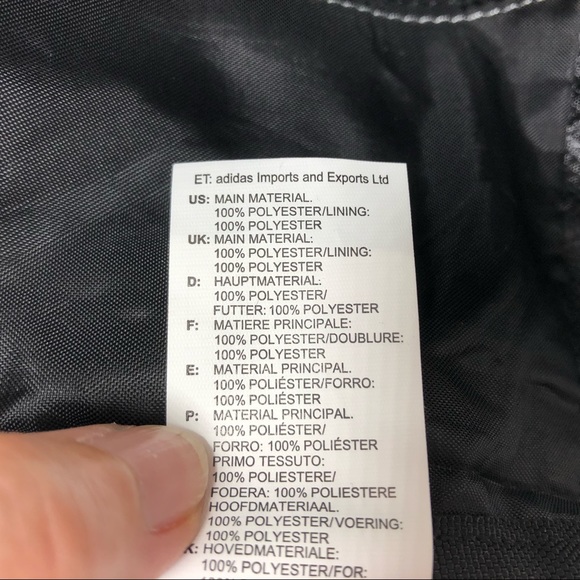 ET: adidas Imports and Exports Ltd
US: MAIN MATERIAL.
100% POLYESTER/LINING:
100% POLYESTER
UK: MAIN MATERIAL:
100% POLYESTER/LINING:
100% POLYESTER
D: HAUPTMATERIAL.
100% POLYESTER/
FUTTER: 100% POLYESTER
F: MATIERE PRINCIPALE:
100% POLYESTER/DOUBLURE:
100% POLYESTER
E: MATERIAL PRINCIPAL.
100% POLIÉSTER/FORRO:
100% POLIÉSTER
P: MATERIAL PRINCIPAL.
100% POLIÉSTER/
FORRO: 100% POLIÉSTER
PRIMO TESSUTO:
100% POLIESTERE/
FODERA: 100% POLIESTERE
HOOFDMATERIAAL.
100% POLYESTER/VOERING:
100% POLYESTER
K: HOVEDMATERIALE:
100% POLYESTER/FOR:
100% POLYESTER